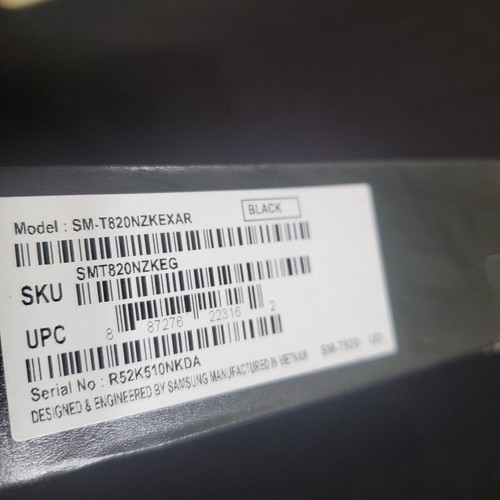 Model : SM-T820NZKEXAR BLACK
SMT820NZKEG
SKU
UPC 8 87276 22316 2
Serial No : R52K510NKDA SM-T820 UD
DESIGNED & ENGINEERED BY SAMSUNG MANUFACTURED IN VIETNAM